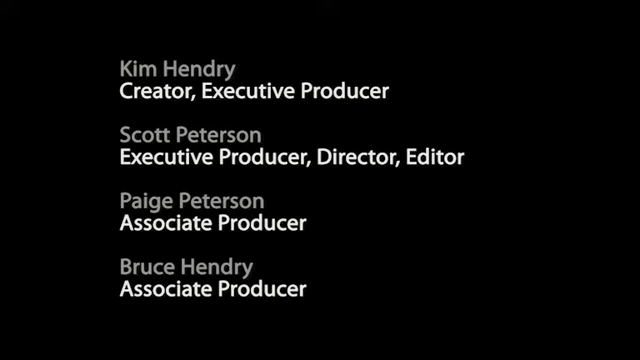 Kim Hendry
Creator, Executive Producer
Scott Peterson
Executive Producer, Director, Editor
Paige Peterson
Associate Producer
Bruce Hendry
Associate Producer